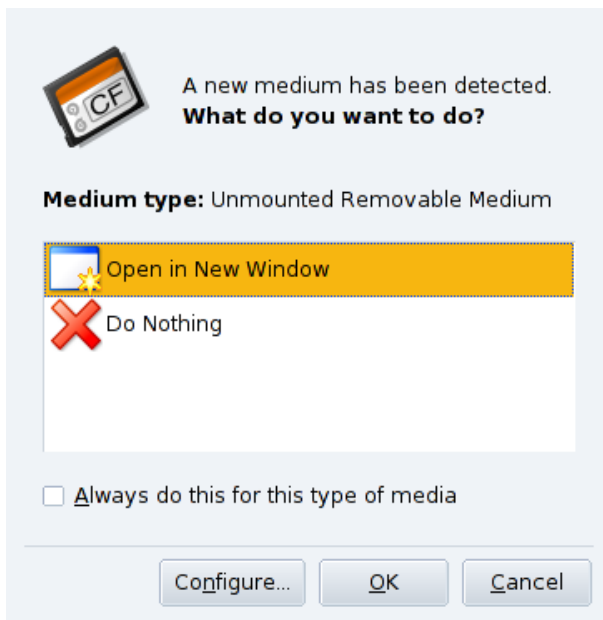 CF
A new medium has been detected.
What do you want to do?
Medium type: Unmounted Removable Medium
Open in New Window
Do Nothing
Always do this for this type of media
Configure...
OK
Cancel